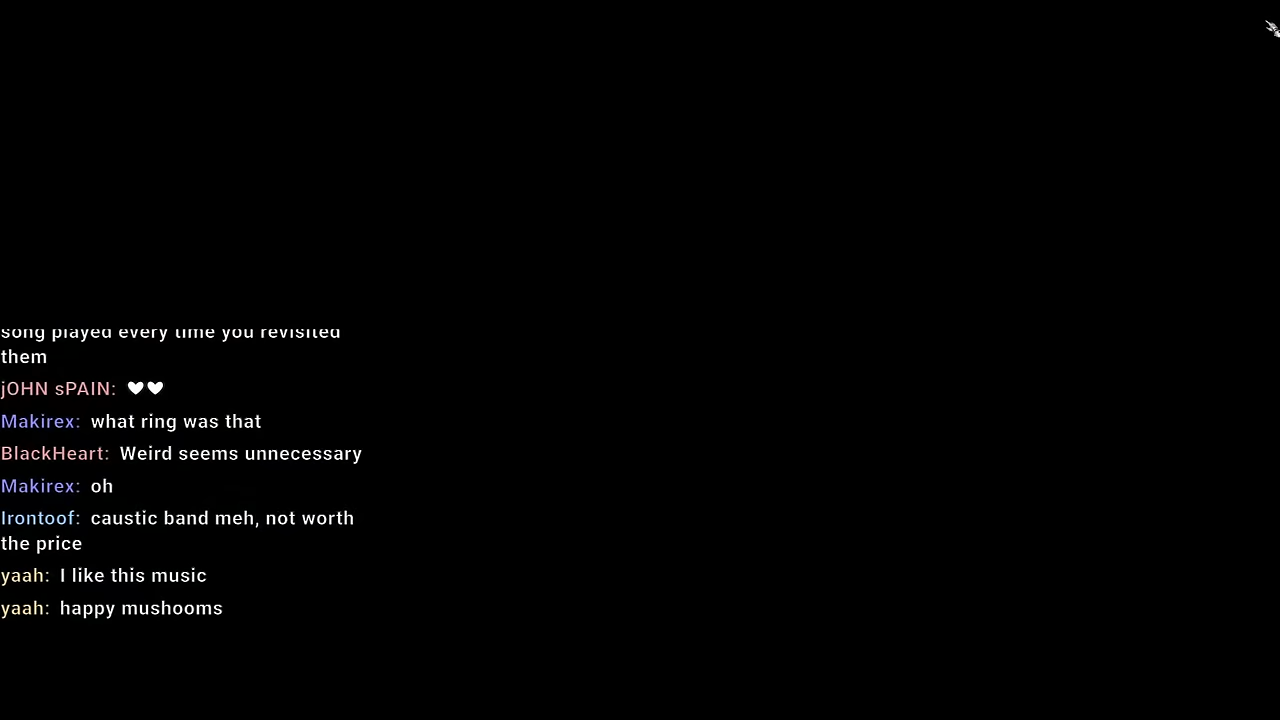 song played every time you revisited
them
jOHN sPAIN: 🤍🤍
Makirex: what ring was that
BlackHeart: Weird seems unnecessary
Makirex: oh
Irontoof: caustic band meh, not worth
the price
yaah: I like this music
yaah: happy mushooms